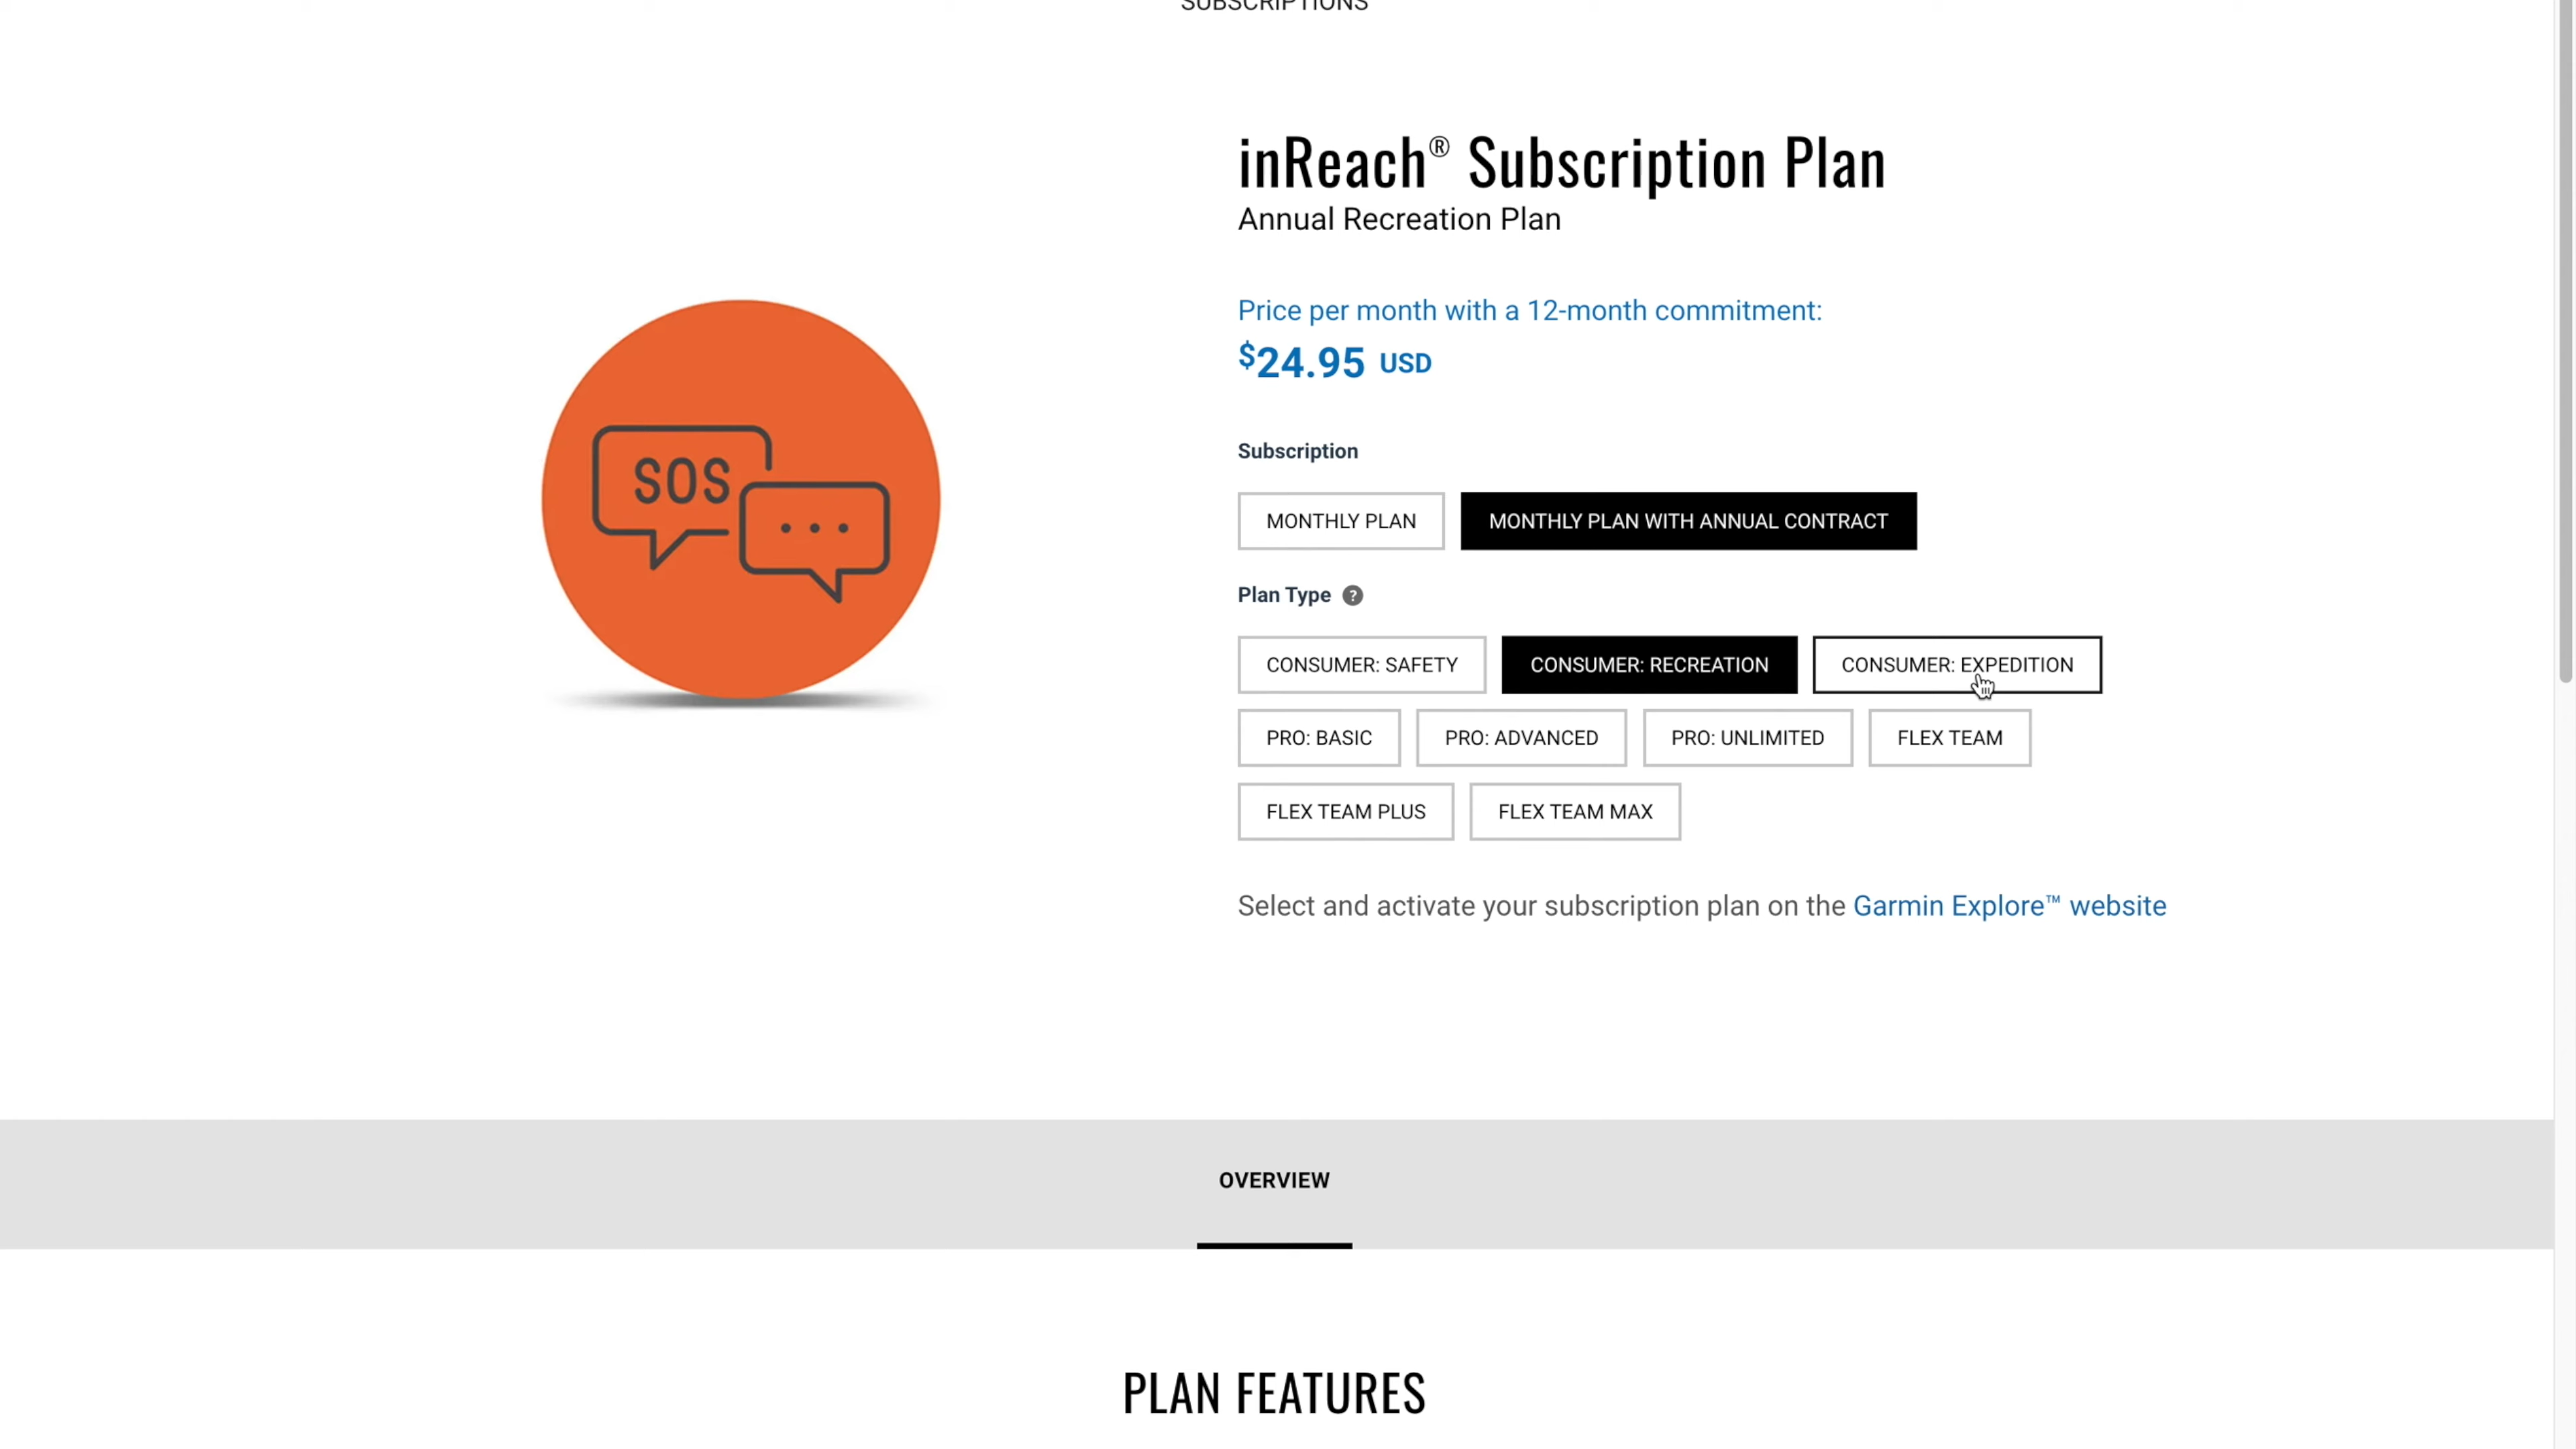 SUBSCRIPTIONS
inReach® Subscription Plan
Annual Recreation Plan
Price per month with a 12-month commitment:
$24.95 USD
Subscription
MONTHLY PLAN
MONTHLY PLAN WITH ANNUAL CONTRACT
Plan Type ?
CONSUMER: SAFETY
CONSUMER: RECREATION
CONSUMER: EXPEDITION
PRO: BASIC
PRO: ADVANCED
PRO: UNLIMITED
FLEX TEAM
FLEX TEAM PLUS
FLEX TEAM MAX
Select and activate your subscription plan on the Garmin Explore™ website
SOS
OVERVIEW
PLAN FEATURES